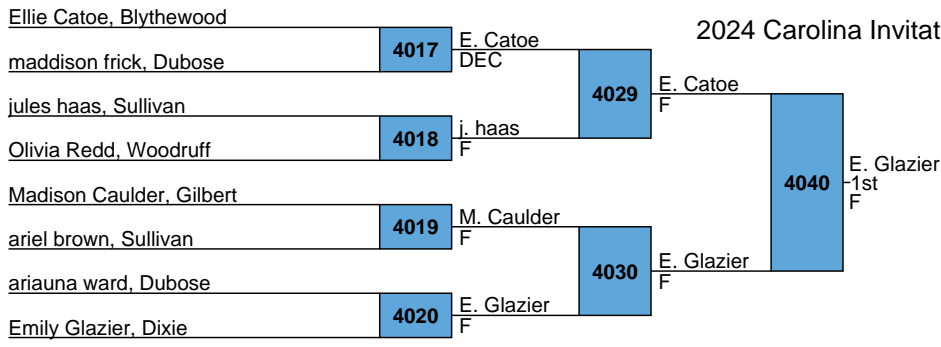 Ellie Catoe, Blythewood
2024 Carolina Invitat
4017
E. Catoe
DEC
maddison frick, Dubose
4029
E. Catoe
F
jules haas, Sullivan
4018
j. haas
F
Olivia Redd, Woodruff
4040
E. Glazier
1st
F
Madison Caulder, Gilbert
4019
M. Caulder
F
ariel brown, Sullivan
4030
E. Glazier
F
ariauna ward, Dubose
4020
E. Glazier
F
Emily Glazier, Dixie